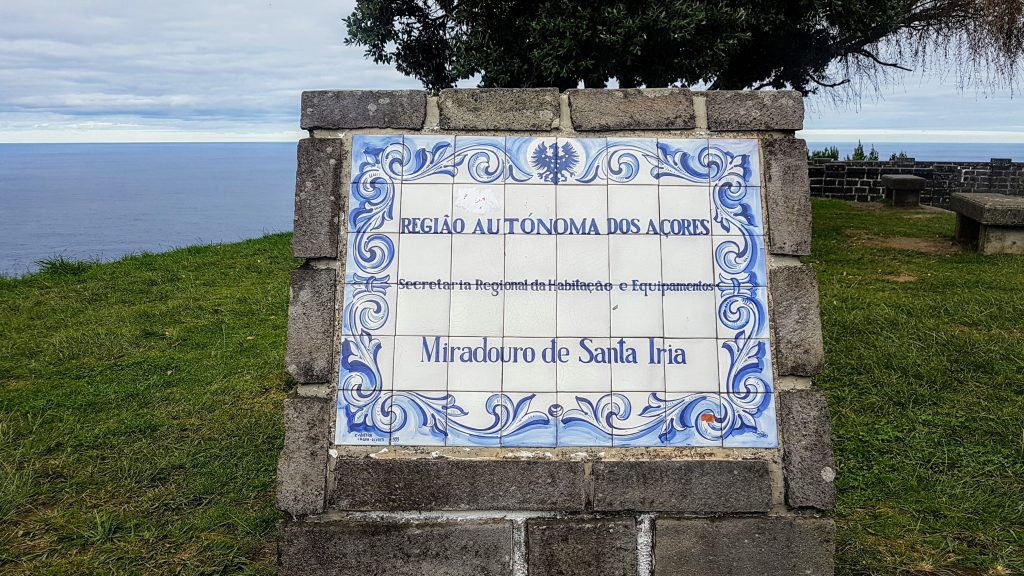 REGIÃO AUTÓNOMA DOS AÇORES
Secretaria Regional da Habitação e Equipamentos
Miradouro de Santa Iria